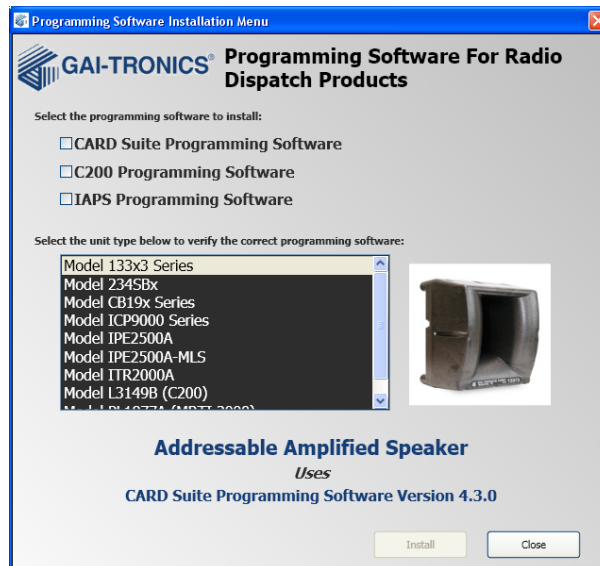 Programming Software Installation Menu
GAI-TRONICS® Programming Software For Radio
Dispatch Products
Select the programming software to install:
CARD Suite Programming Software
C200 Programming Software
IAPS Programming Software
Select the unit type below to verify the correct programming software:
Model 133x3 Series
Model 234SBx
Model CB19x Series
Model ICP9000 Series
Model IPE2500A
Model IPE2500A-MLS
Model ITR2000A
Model L3149B (C200)
Addressable Amplified Speaker
Uses
CARD Suite Programming Software Version 4.3.0
Install
Close